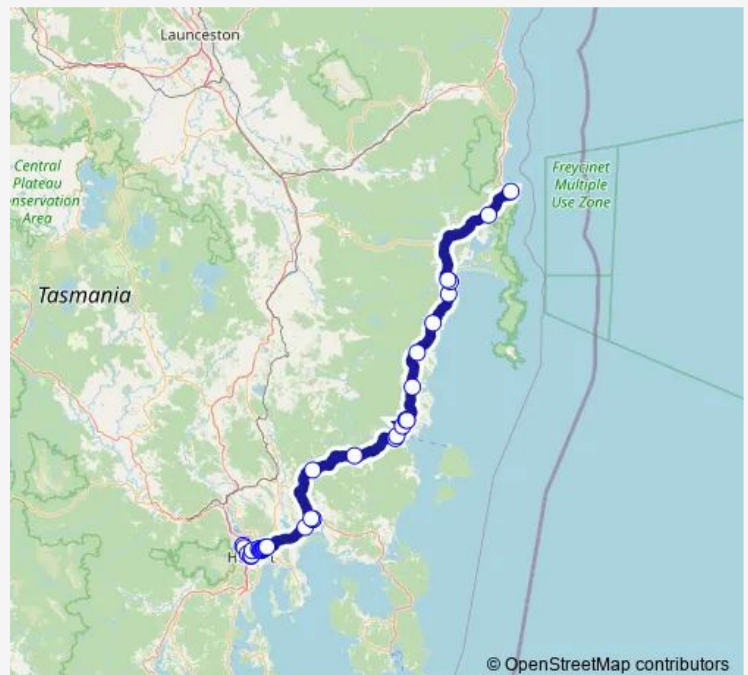 Launceston
Central
Plateau
onservation
Area
Freycinet
Multiple
Use Zone
Tasmania
H
t
© OpenStreetMap contributors